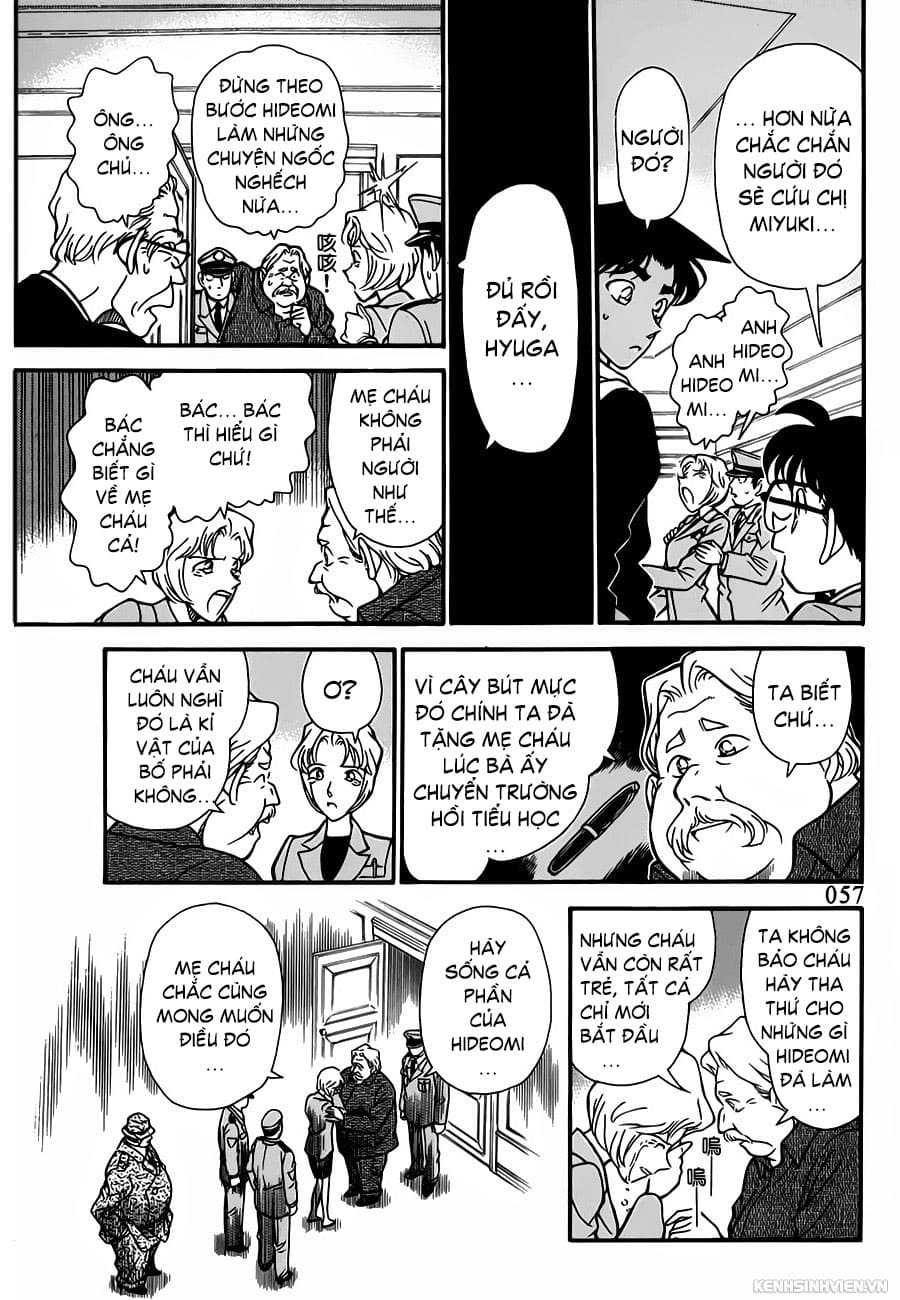 ... HƠN NỮA
CHẮC CHẮN
NGƯỜI ĐÓ
SẼ CỨU CHỊ
MIYUKI...
NGƯỜI
ĐÓ?
ANH
HIDEO
MI...
ANH
HIDEO
MI...
ĐỦ RỒI
ĐẤY,
HYUGA
...
ĐỪNG THEO
BƯỚC HIDEOMI
LÀM NHỮNG
CHUYỆN NGỐC
NGHẾCH
NỮA...
ÔNG...
ÔNG
CHỦ...
咳
咳
!
MẸ CHÁU
KHÔNG
PHẢI
NGƯỜI
NHƯ
THẾ...
BÁC... BÁC
THÌ HIỂU GÌ
CHỨ!
BÁC
CHẲNG
BIẾT GÌ
VỀ MẸ
CHÁU
CẢ!
TA BIẾT
CHỨ...
VÌ CÂY BÚT MỰC
ĐÓ CHÍNH TA ĐÃ
TẶNG MẸ CHÁU
LÚC BÀ ẤY
CHUYỂN TRƯỜNG
HỒI TIỂU HỌC
...
Ơ?
CHÁU VẪN
LUÔN NGHĨ
ĐÓ LÀ KỈ
VẬT CỦA
BỐ PHẢI
KHÔNG...
057
TA KHÔNG
BẢO CHÁU
HÃY THA
THỨ CHO
NHỮNG GÌ
HIDEOMI
ĐÃ LÀM
...
NHƯNG CHÁU
VẪN CÒN RẤT
TRẺ, TẤT CẢ
CHỈ MỚI
BẮT ĐẦU
...
嗚
嗚
HÃY
SỐNG CẢ
PHẦN
CỦA
HIDEOMI
...
MẸ CHÁU
CHẮC CŨNG
MONG MUỐN
ĐIỀU ĐÓ
...
KENHSINHVIEN.VN